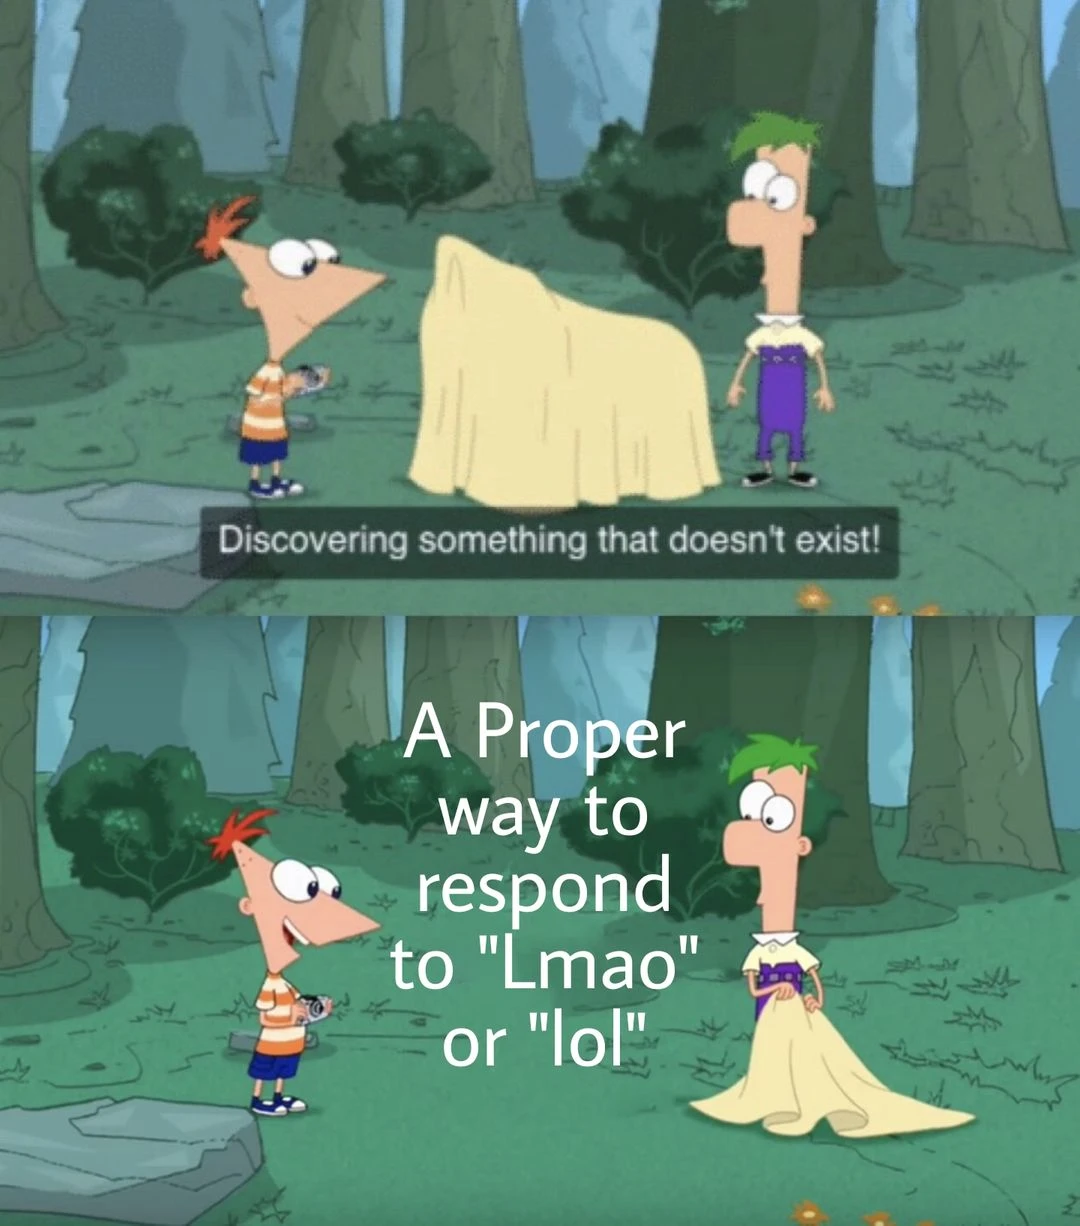 Discovering something that doesn't exist!
A Proper
way to
respond
to "Lmao"
or "lol"